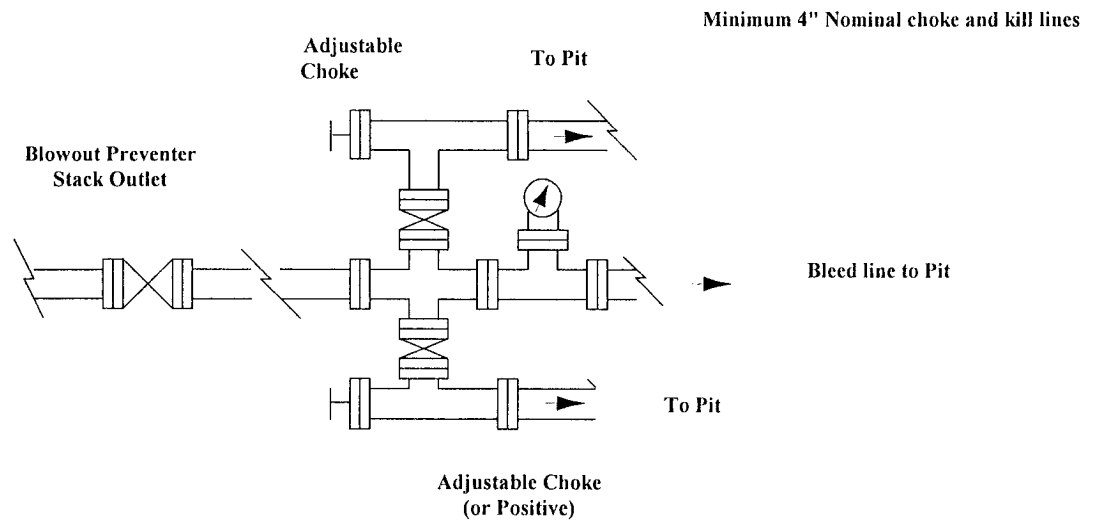 Minimum 4" Nominal choke and kill lines
Adjustable
Choke
To Pit
Blowout Preventer
Stack Outlet
Bleed line to Pit
To Pit
Adjustable Choke
(or Positive)